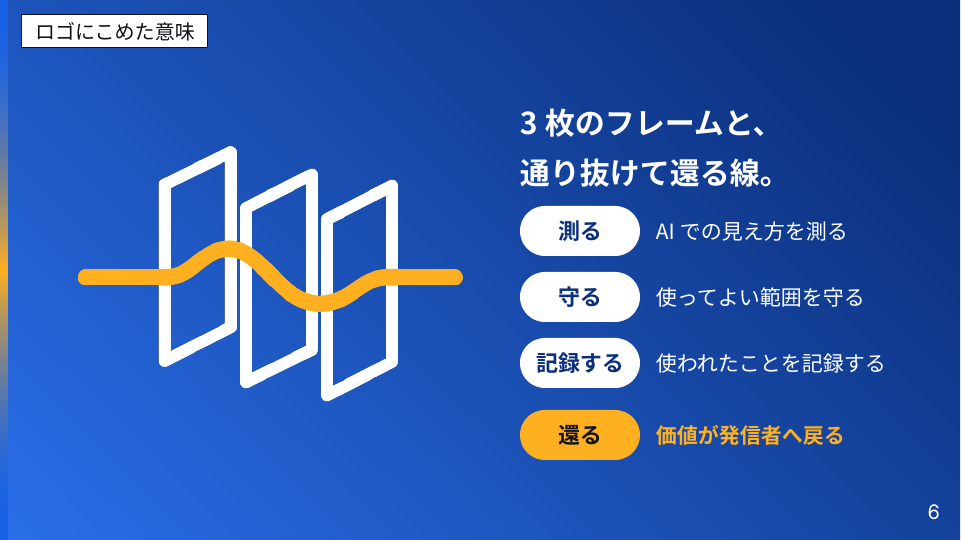 ロゴにこめた意味
3 枚のフレームと、
通り抜けて還る線。
測る
AI での見え方を測る
守る
使ってよい範囲を守る
記録する
使われたことを記録する
還る
価値が発信者へ戻る
6